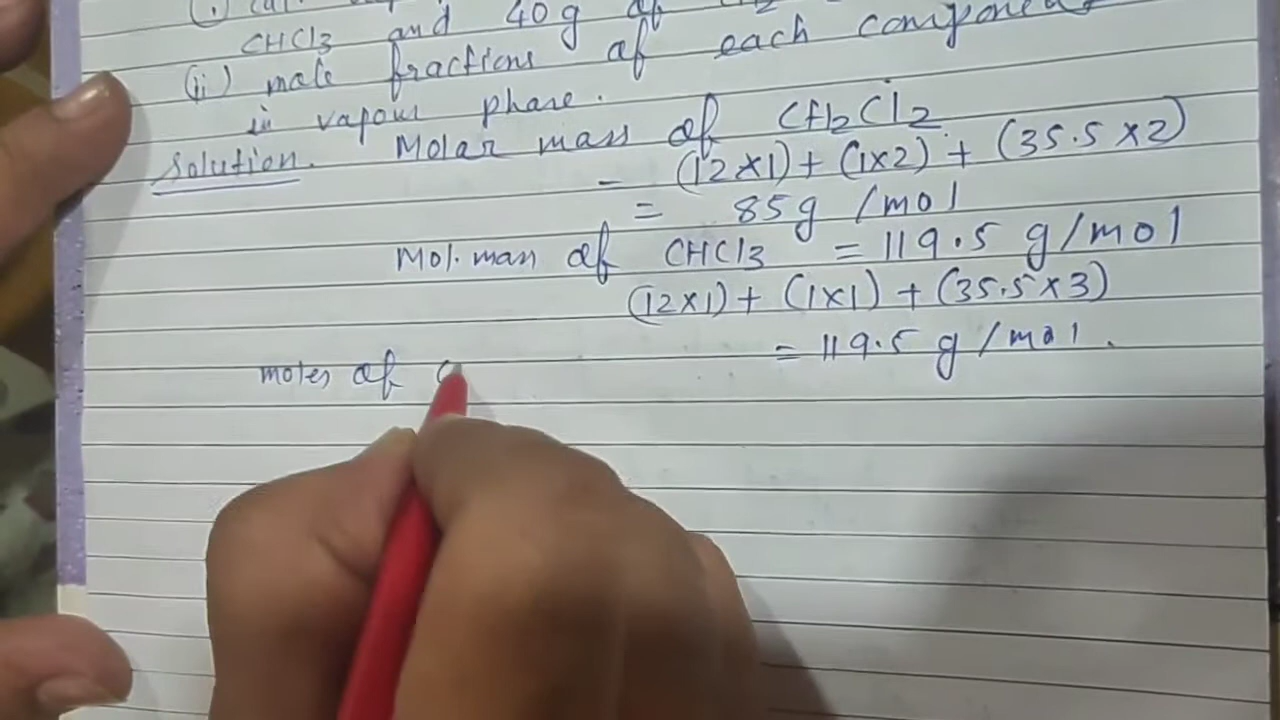 (i)
CHCl3 and 40g of
(ii) mole fractions of each component
in vapour phase.
Solution. Molar mass of CH2Cl2
= (12×1) + (1×2) + (35.5×2)
= 85g /mol
Mol. mass of CHCl3 = 119.5 g/mol
(12×1) + (1×1) + (35.5×3)
= 119.5 g/mol.
moles of C